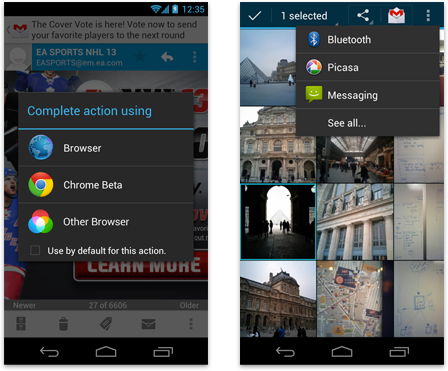 12:35
The Cover Vote is here! Vote now to send
your favorite players to the next round
EA SPORTS NHL 13
EASPORTS@em.ea.com
Complete action using
Browser
Chrome Beta
Other Browser
Use by default for this action.
LEARN MORE
Newer
27 of 6606
Older
1 selected
Bluetooth
Picasa
Messaging
See all...